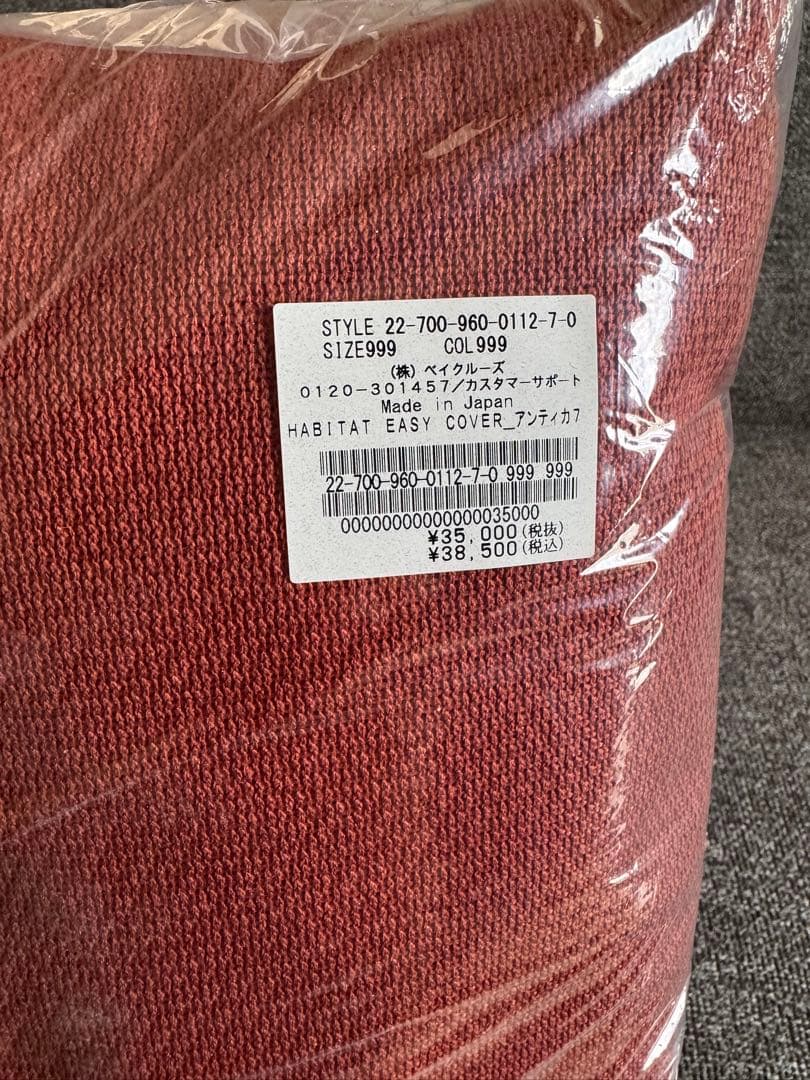 STYLE 22-700-960-0112-7-0
SIZE999 COL999
(株) ベイクルーズ
0120-301457/カスタマーサポート
Made in Japan
HABITAT EASY COVER_アンティカフ
22-700-960-0112-7-0 999 999
00000000000000035000
¥35,000(税抜)
¥38,500(税込)